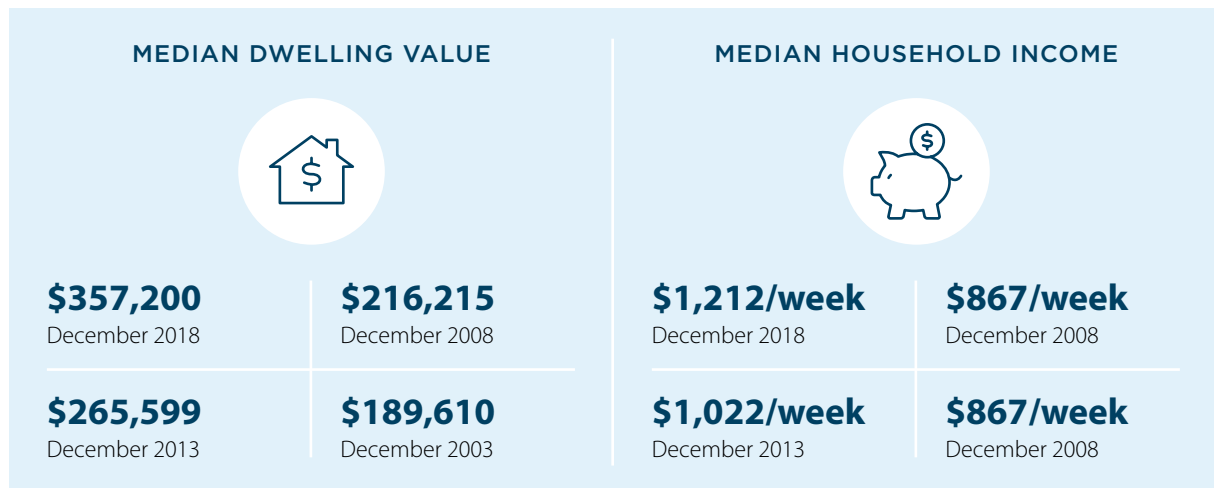 MEDIAN DWELLING VALUE
$
$357,200
December 2018
$216,215
December 2008
$265,599
December 2013
$189,610
December 2003
MEDIAN HOUSEHOLD INCOME
$
$1,212/week
December 2018
$867/week
December 2008
$1,022/week
December 2013
$867/week
December 2008